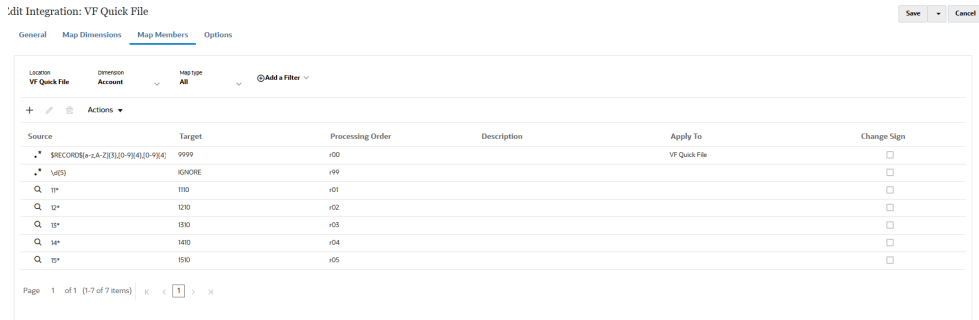 dit Integration: VF Quick File
Save Cancel
General Map Dimensions Map Members Options
Location Dimension Map type
VF Quick File Account All Add a Filter
Actions
Source Target Processing Order Description Apply To Change Sign
.* $RECORD$[a-z,A-Z]{3},[0-9]{4},[0-9]{4} 9999 r00 VF Quick File
.* \d{5} IGNORE r99
11* 1110 r01
12* 1210 r02
13* 1310 r03
14* 1410 r04
15* 1510 r05
Page 1 of 1 (1-7 of 7 items) 1